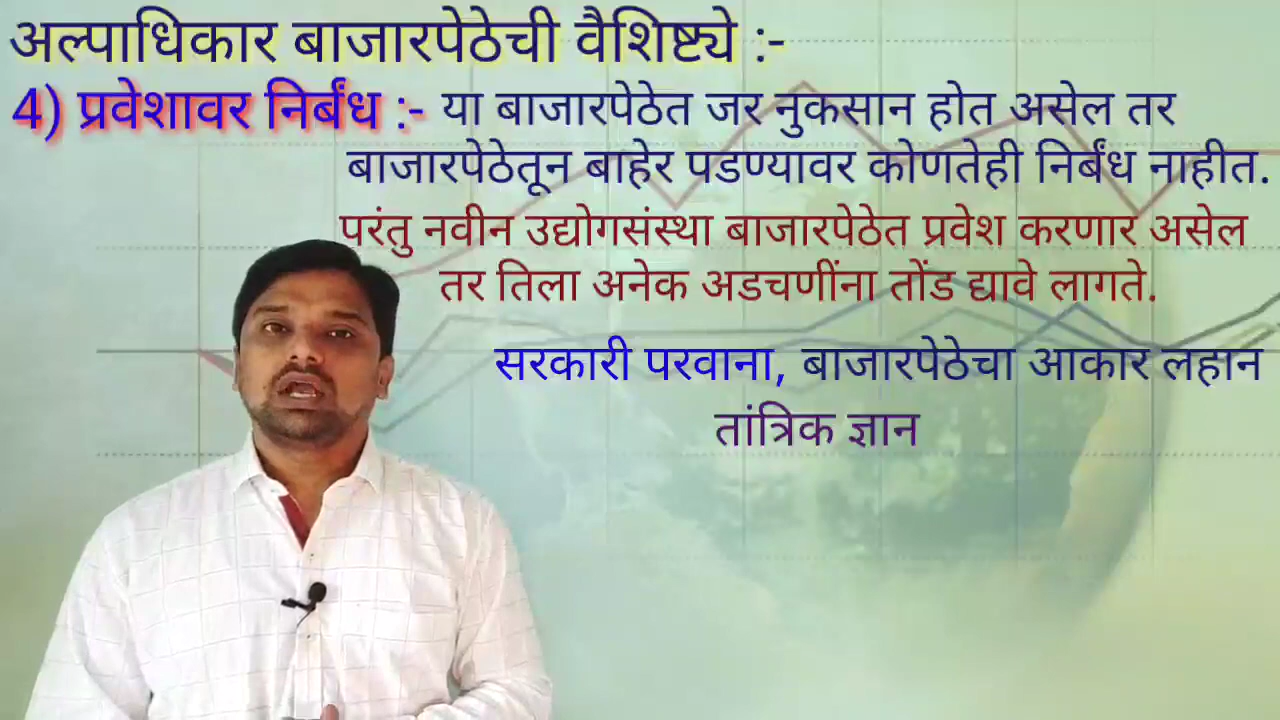 अल्पाधिकार बाजारपेठेची वैशिष्ट्ये :-
4) प्रवेशावर निर्बंध :- या बाजारपेठेत जर नुकसान होत असेल तर
बाजारपेठेतून बाहेर पडण्यावर कोणतेही निर्बंध नाहीत.
परंतु नवीन उद्योगसंस्था बाजारपेठेत प्रवेश करणार असेल
तर तिला अनेक अडचणींना तोंड द्यावे लागते.
सरकारी परवाना, बाजारपेठेचा आकार लहान
तांत्रिक ज्ञान